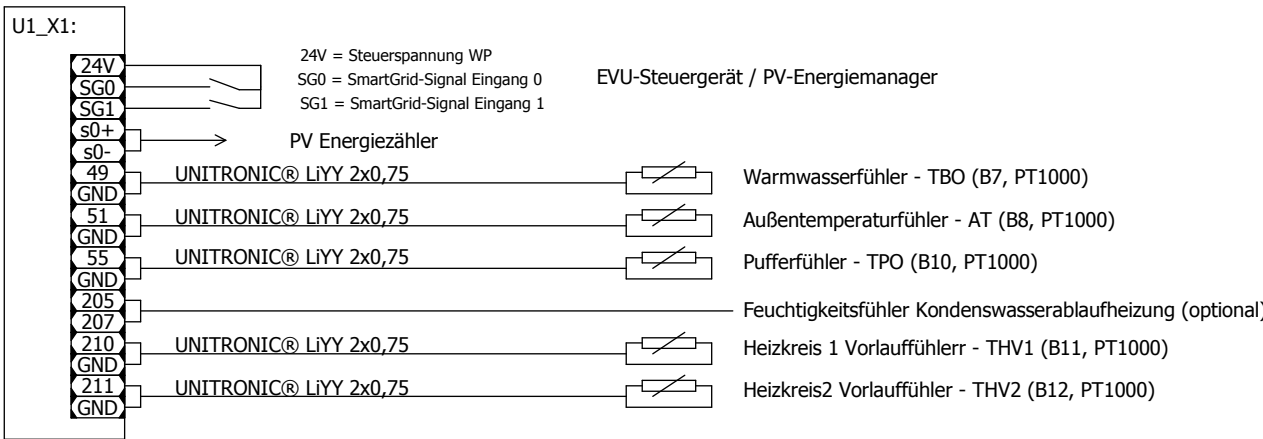 U1_X1:
24V
24V = Steuerspannung WP
SG0
SG0 = SmartGrid-Signal Eingang 0
EVU-Steuergerät / PV-Energiemanager
SG1
SG1 = SmartGrid-Signal Eingang 1
s0+
s0-
PV Energiezähler
49
UNITRONIC® LiYY 2x0,75
Warmwasserfühler - TBO (B7, PT1000)
GND
51
UNITRONIC® LiYY 2x0,75
Außentemperaturfühler - AT (B8, PT1000)
GND
55
UNITRONIC® LiYY 2x0,75
Pufferfühler - TPO (B10, PT1000)
GND
205
207
Feuchtigkeitsfühler Kondenswasserablaufheizung (optional)
210
UNITRONIC® LiYY 2x0,75
Heizkreis 1 Vorlauffühlerr - THV1 (B11, PT1000)
GND
211
UNITRONIC® LiYY 2x0,75
Heizkreis2 Vorlauffühler - THV2 (B12, PT1000)
GND